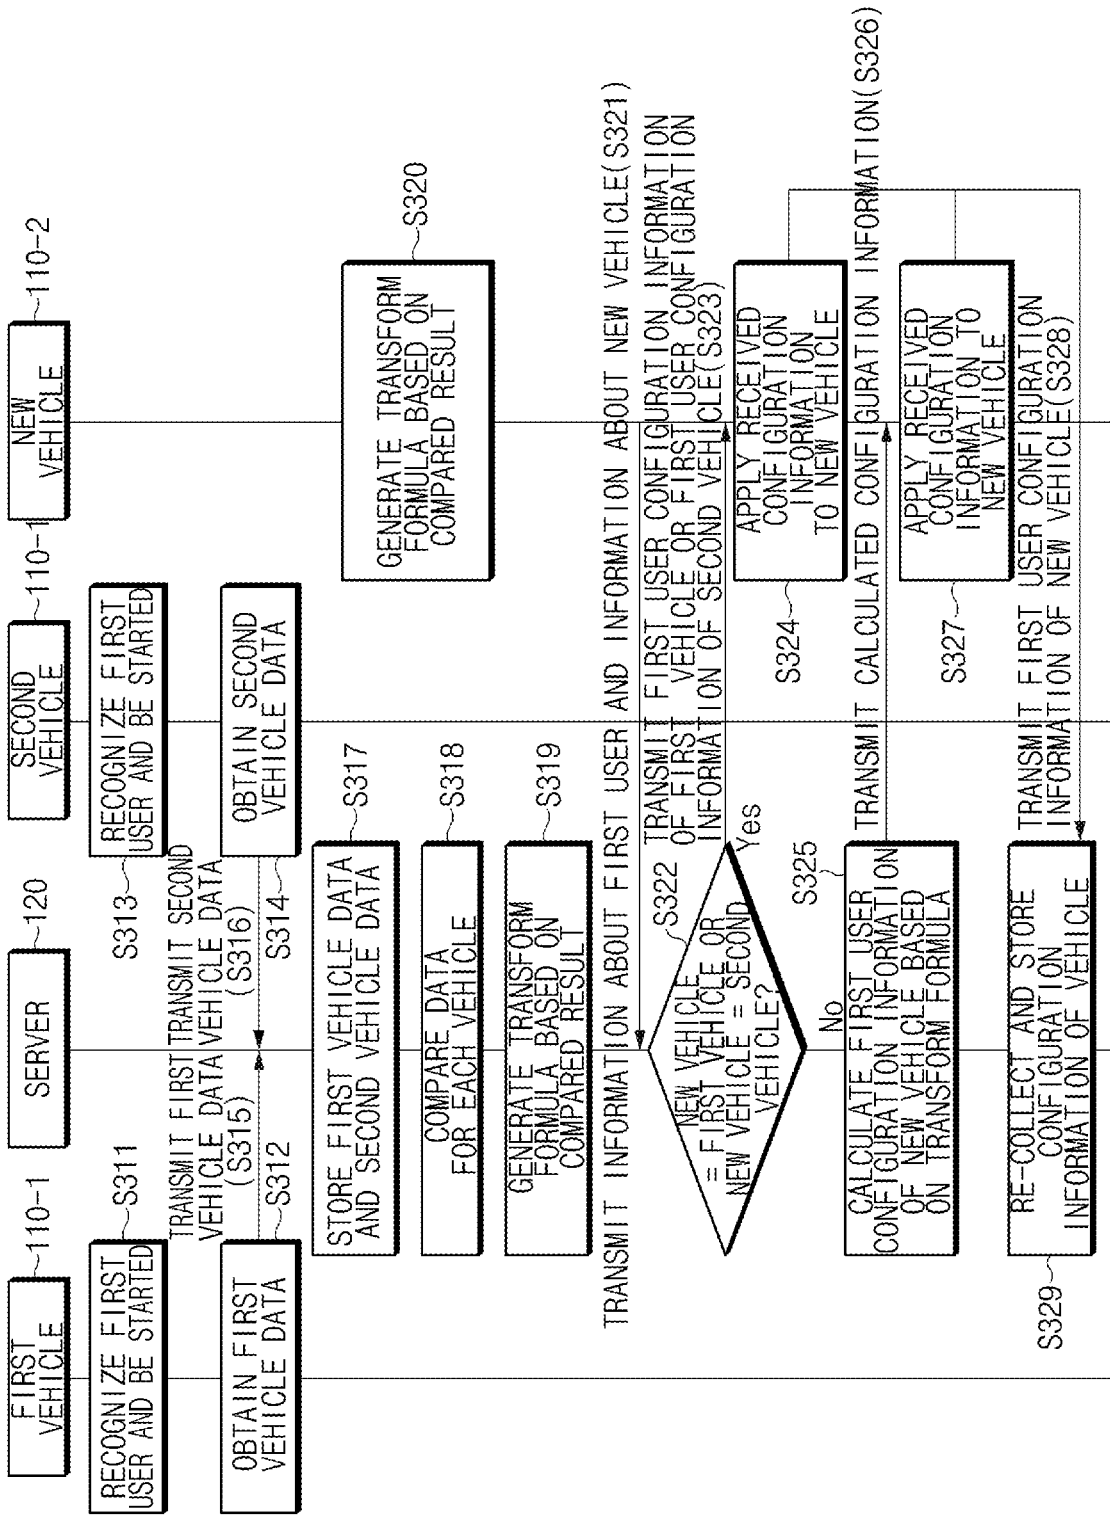 FIRST
VEHICLE
110-1
SERVER
120
SECOND
VEHICLE
110-1
NEW
VEHICLE
110-2
RECOGNIZE FIRST
USER AND BE STARTED
S311
RECOGNIZE FIRST
USER AND BE STARTED
S313
TRANSMIT FIRST
VEHICLE DATA
(S315)
TRANSMIT SECOND
VEHICLE DATA
(S316)
OBTAIN FIRST
VEHICLE DATA
S312
OBTAIN SECOND
VEHICLE DATA
S314
STORE FIRST VEHICLE DATA
AND SECOND VEHICLE DATA
S317
COMPARE DATA
FOR EACH VEHICLE
S318
GENERATE TRANSFORM
FORMULA BASED ON
COMPARED RESULT
S319
GENERATE TRANSFORM
FORMULA BASED ON
COMPARED RESULT
S320
TRANSMIT INFORMATION ABOUT FIRST USER AND INFORMATION ABOUT NEW VEHICLE(S321)
NEW VEHICLE
= FIRST VEHICLE OR
NEW VEHICLE = SECOND
VEHICLE?
S322
Yes
No
TRANSMIT FIRST USER CONFIGURATION INFORMATION
OF FIRST VEHICLE OR FIRST USER CONFIGURATION
INFORMATION OF SECOND VEHICLE(S323)
APPLY RECEIVED
CONFIGURATION
INFORMATION
TO NEW VEHICLE
S324
CALCULATE FIRST USER
CONFIGURATION INFORMATION
OF NEW VEHICLE BASED
ON TRANSFORM FORMULA
S325
TRANSMIT CALCULATED CONFIGURATION INFORMATION(S326)
APPLY RECEIVED
CONFIGURATION
INFORMATION TO
NEW VEHICLE
S327
TRANSMIT FIRST USER CONFIGURATION
INFORMATION OF NEW VEHICLE(S328)
RE-COLLECT AND STORE
CONFIGURATION
INFORMATION OF VEHICLE
S329